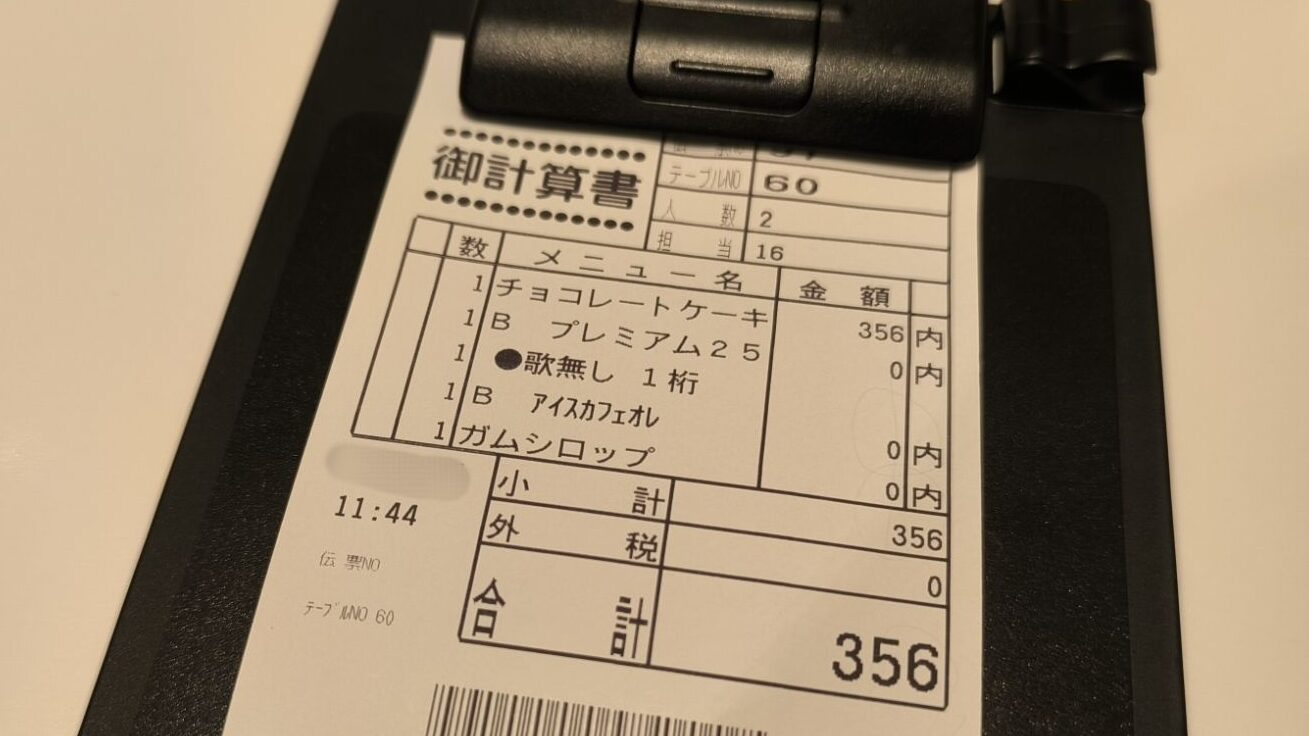 御計算書
テーブルNO 60
人数 2
担当 16
数 メニュー名 金額
1 チョコレートケーキ 356 内
1 B プレミアム25 0 内
1 ●歌無し 1桁
1 B アイスカフェオレ 0 内
1 ガムシロップ 0 内
小計 356
外税 0
合計 356
11:44
伝票NO
テーブルNO 60